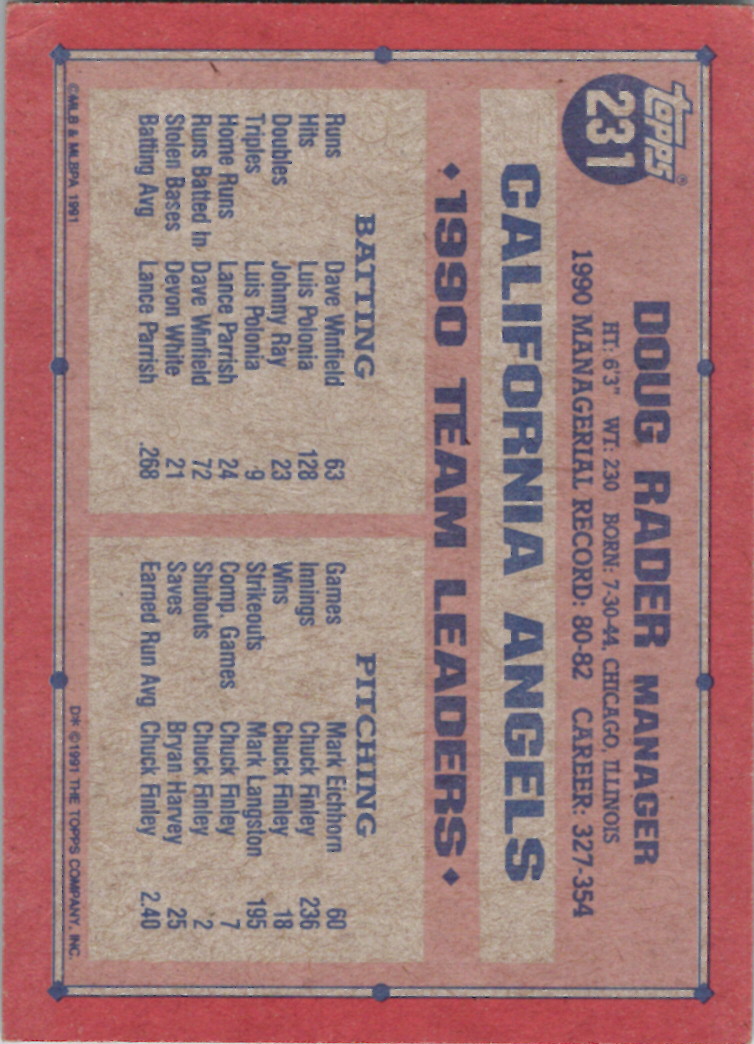 topps®
231
DOUG RADER MANAGER
HT: 6'3" WT: 230 BORN: 7-30-44, CHICAGO, ILLINOIS
1990 MANAGERIAL RECORD: 80-82 CAREER: 327-354
CALIFORNIA ANGELS
♦ 1990 TEAM LEADERS ♦
BATTING
Runs Dave Winfield 63
Hits Luis Polonia 128
Doubles Johnny Ray 23
Triples Luis Polonia 9
Home Runs Lance Parrish 24
Runs Batted In Dave Winfield 72
Stolen Bases Devon White 21
Batting Avg Lance Parrish .268
PITCHING
Games Mark Eichhorn 60
Innings Chuck Finley 236
Wins Chuck Finley 18
Strikeouts Mark Langston 195
Comp. Games Chuck Finley 7
Shutouts Chuck Finley 2
Saves Bryan Harvey 25
Earned Run Avg Chuck Finley 2.40
©MLB & MLBPA 1991
D* ©1991 THE TOPPS COMPANY, INC.